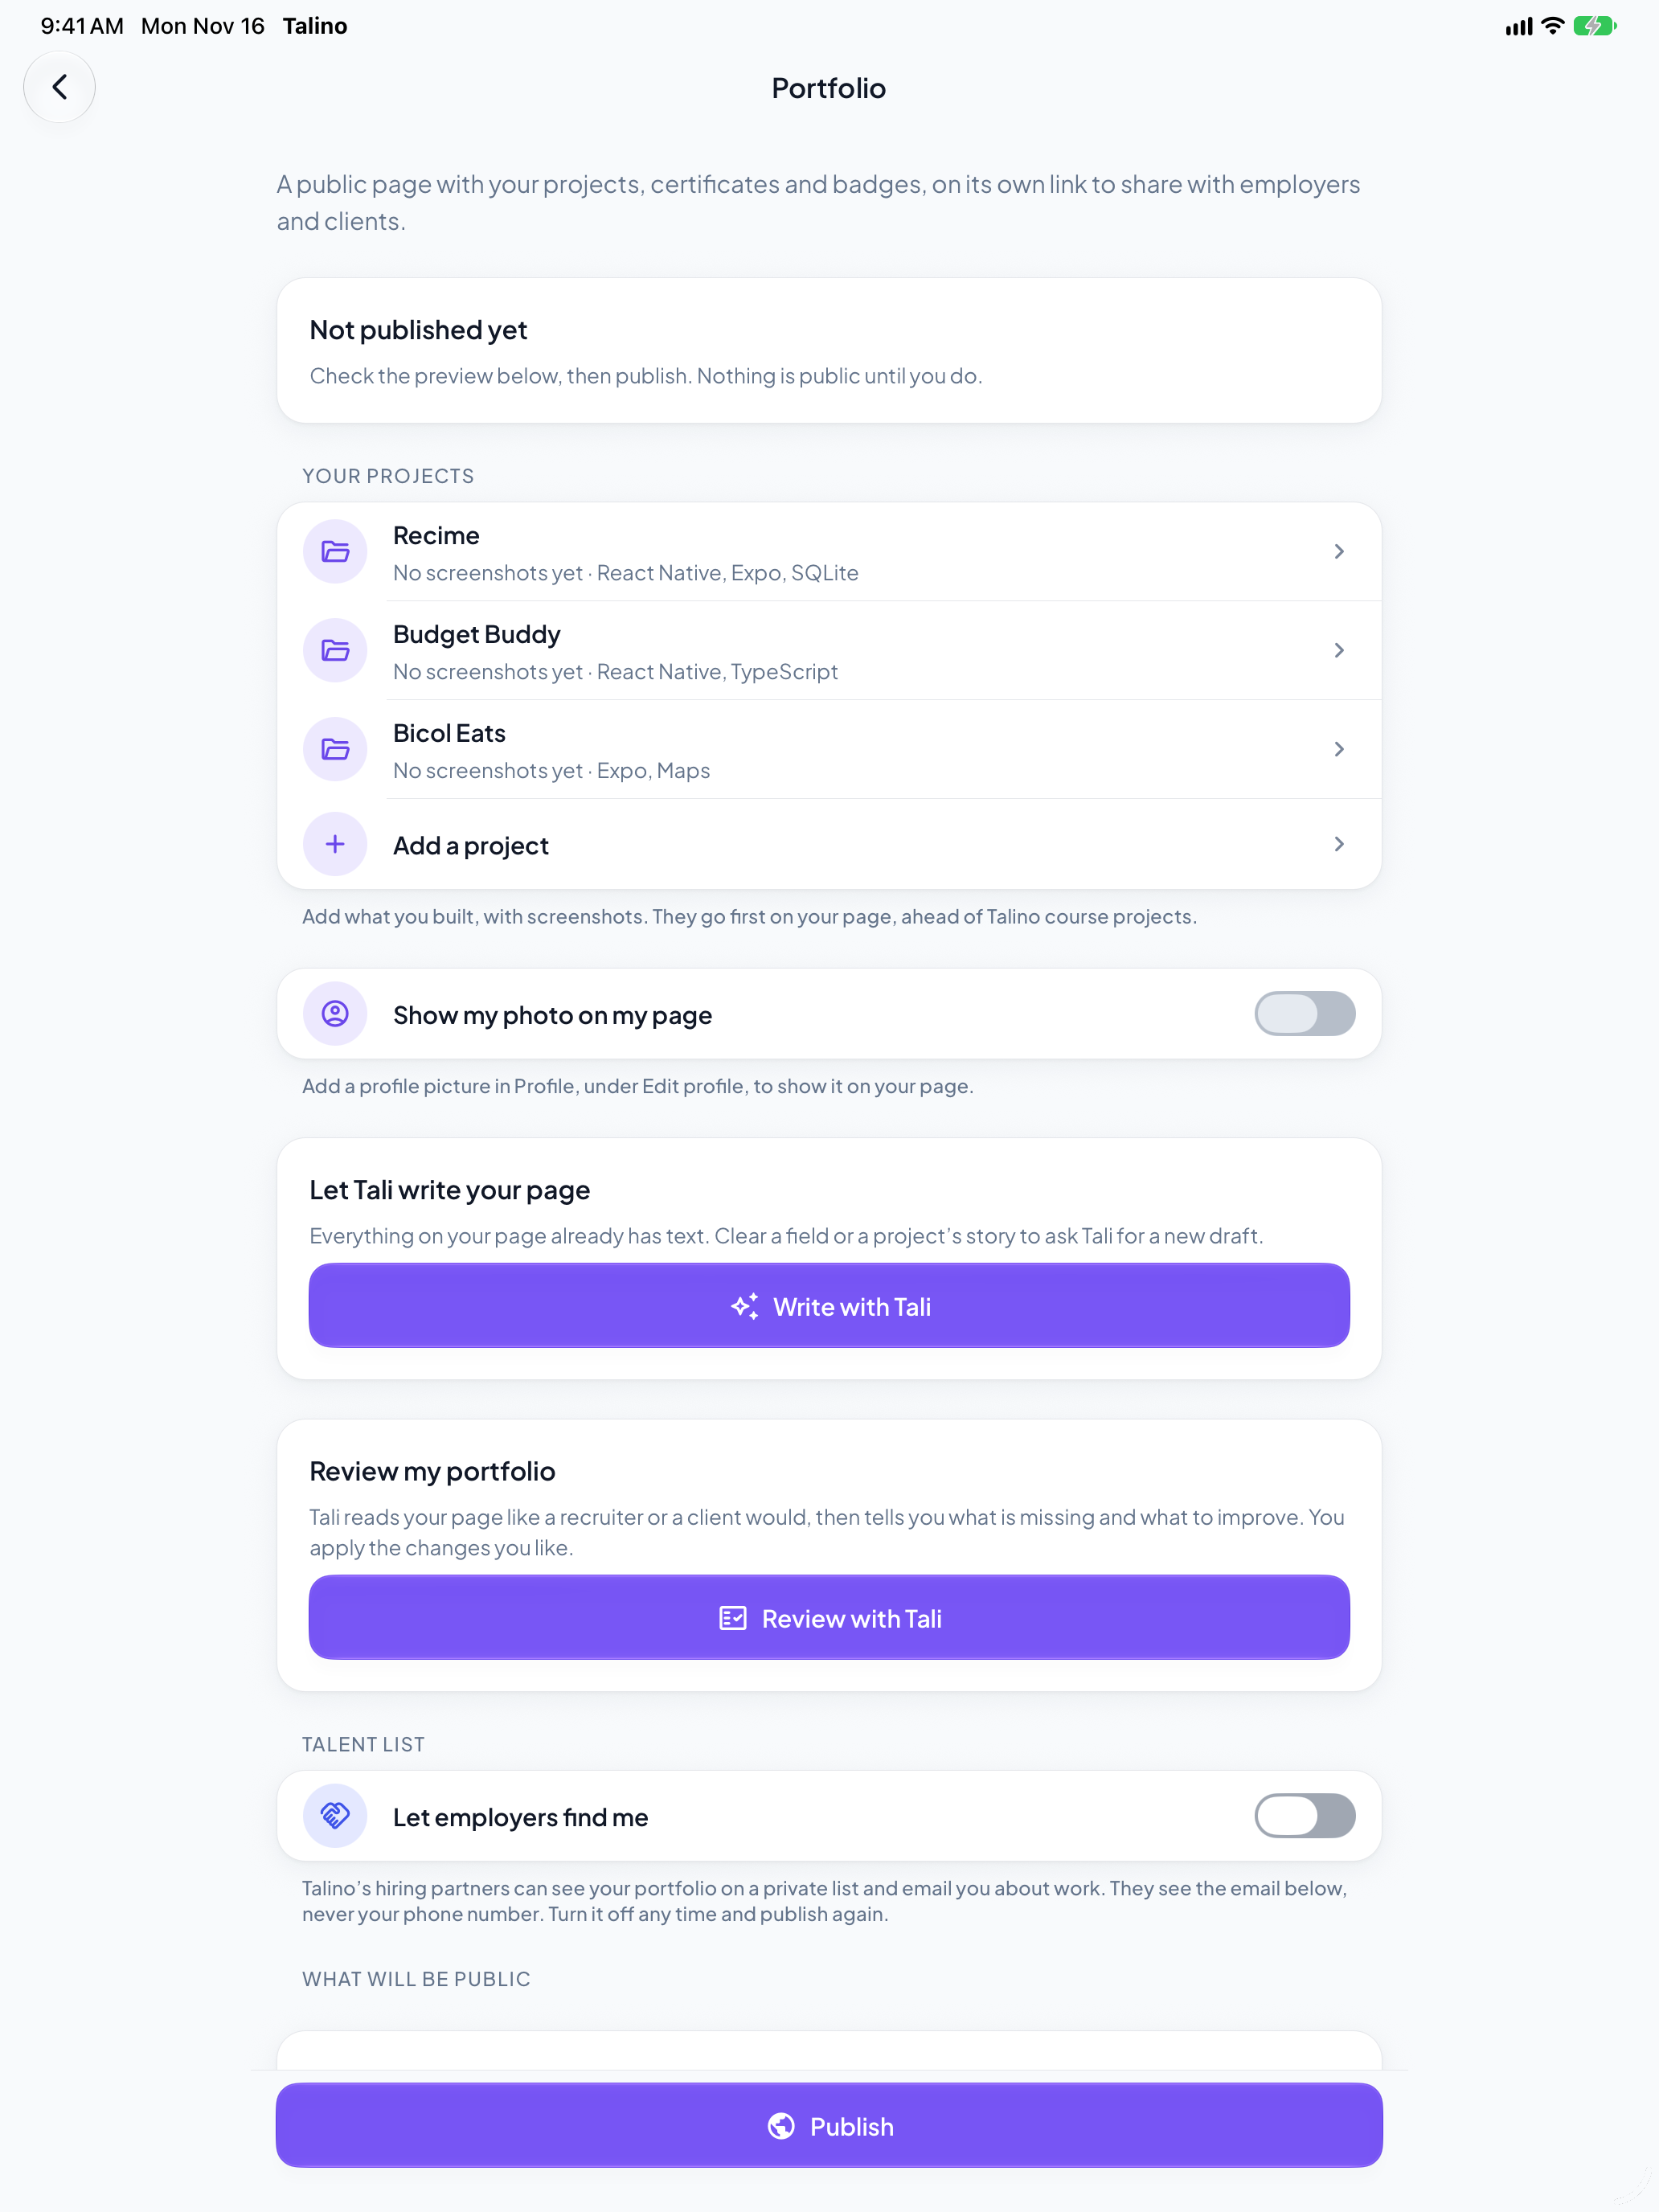 9:41 AM Mon Nov 16 Talino
Portfolio
A public page with your projects, certificates and badges, on its own link to share with employers
and clients.
Not published yet
Check the preview below, then publish. Nothing is public until you do.
YOUR PROJECTS
Recime
No screenshots yet · React Native, Expo, SQLite
Budget Buddy
No screenshots yet · React Native, TypeScript
Bicol Eats
No screenshots yet · Expo, Maps
Add a project
Add what you built, with screenshots. They go first on your page, ahead of Talino course projects.
Show my photo on my page
Add a profile picture in Profile, under Edit profile, to show it on your page.
Let Tali write your page
Everything on your page already has text. Clear a field or a project’s story to ask Tali for a new draft.
Write with Tali
Review my portfolio
Tali reads your page like a recruiter or a client would, then tells you what is missing and what to improve. You
apply the changes you like.
Review with Tali
TALENT LIST
Let employers find me
Talino’s hiring partners can see your portfolio on a private list and email you about work. They see the email below,
never your phone number. Turn it off any time and publish again.
WHAT WILL BE PUBLIC
Publish